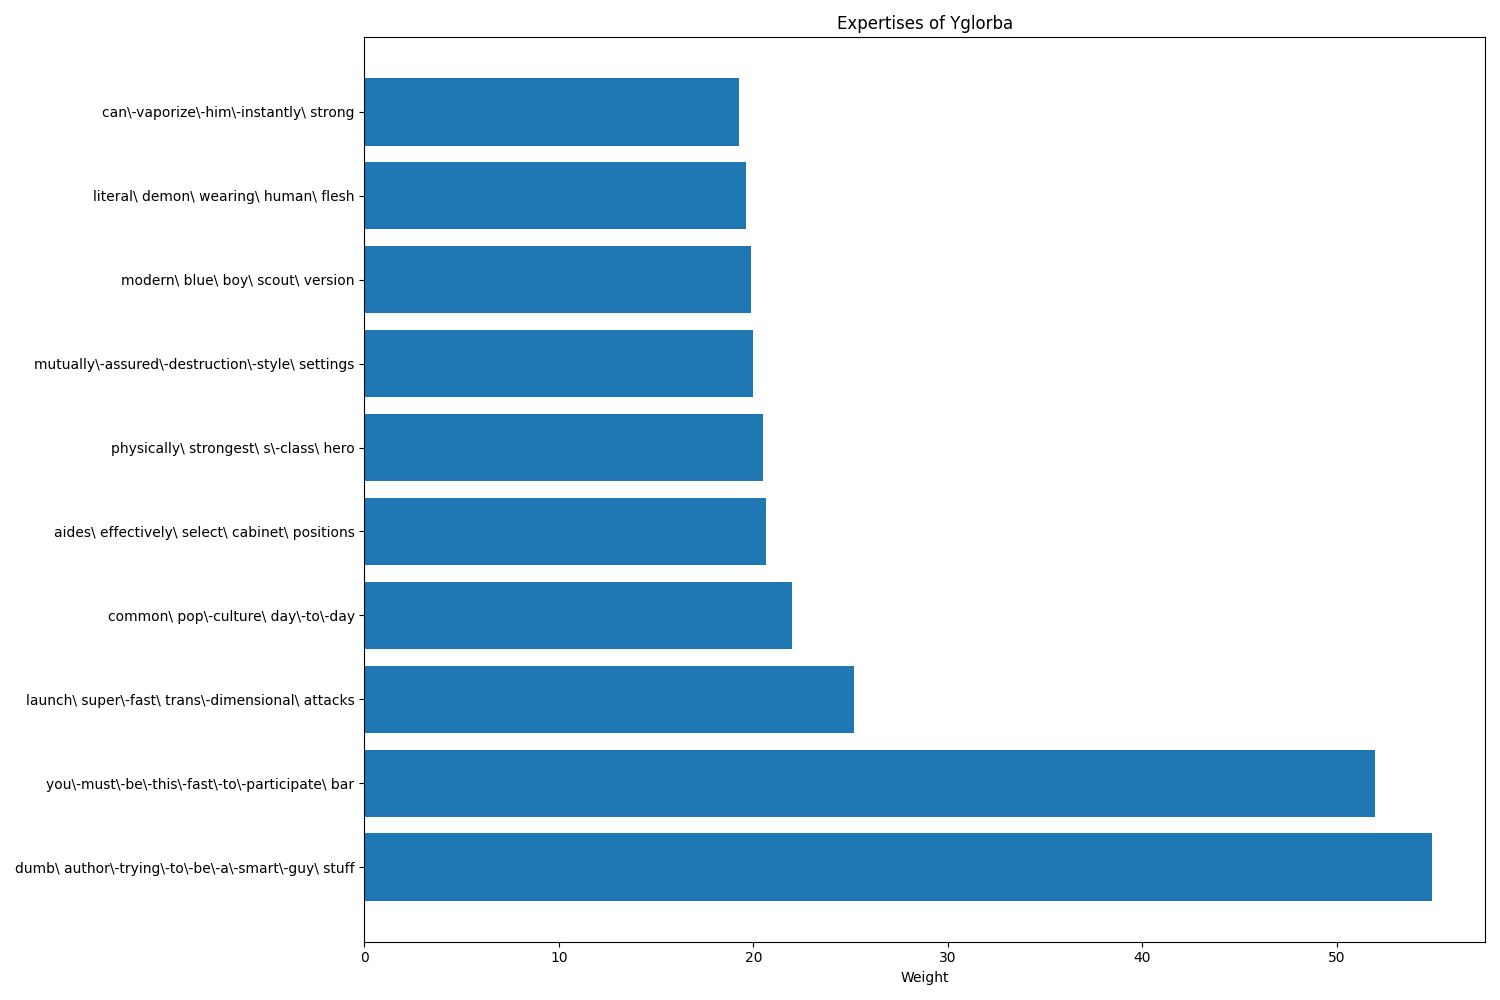 Expertises of Yglorba
can\-vaporize\-him\-instantly\ strong
literal\ demon\ wearing\ human\ flesh
modern\ blue\ boy\ scout\ version
mutually\-assured\-destruction\-style\ settings
physically\ strongest\ s\-class\ hero
aides\ effectively\ select\ cabinet\ positions
common\ pop\-culture\ day\-to\-day
launch\ super\-fast\ trans\-dimensional\ attacks
you\-must\-be\-this\-fast\-to\-participate\ bar
dumb\ author\-trying\-to\-be\-a\-smart\-guy\ stuff
0 10 20 30 40 50
Weight